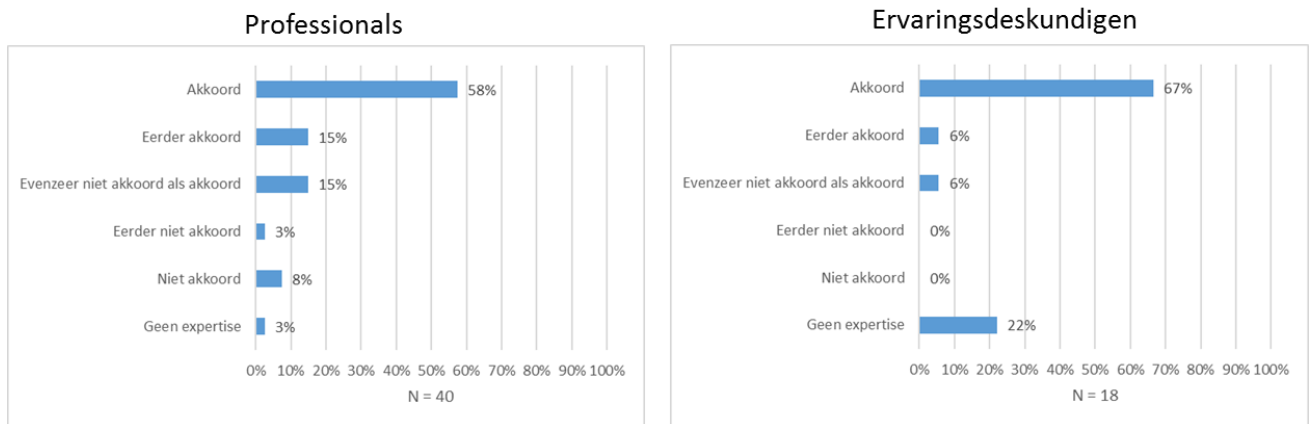 Professionals
Akkoord 58%
Eerder akkoord 15%
Evenzeer niet akkoord als akkoord 15%
Eerder niet akkoord 3%
Niet akkoord 8%
Geen expertise 3%
0% 10% 20% 30% 40% 50% 60% 70% 80% 90% 100%
N = 40
Ervaringsdeskundigen
Akkoord 67%
Eerder akkoord 6%
Evenzeer niet akkoord als akkoord 6%
Eerder niet akkoord 0%
Niet akkoord 0%
Geen expertise 22%
0% 10% 20% 30% 40% 50% 60% 70% 80% 90% 100%
N = 18